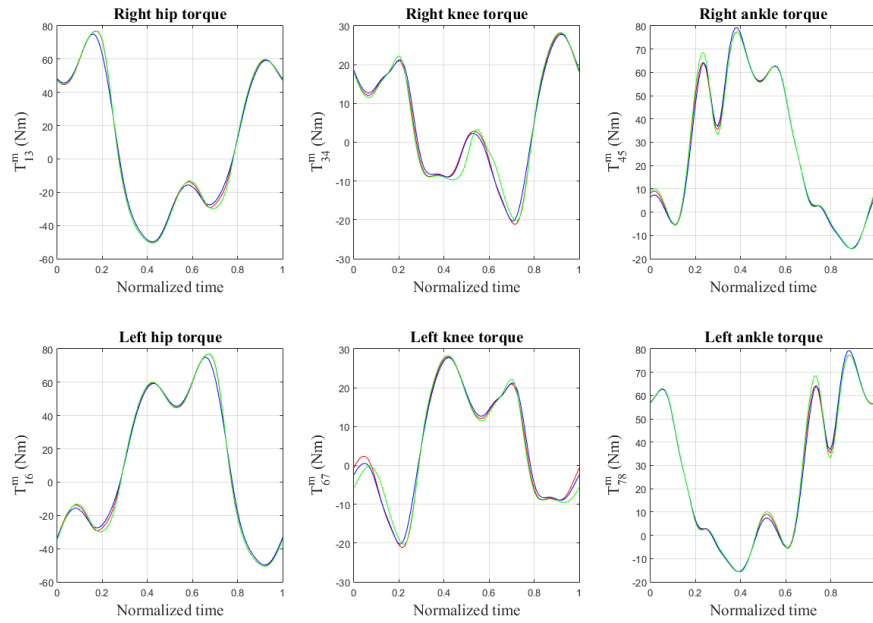 Right hip torque
80
60
40
20
0
-20
-40
-60
T^m_13 (Nm)
0 0.2 0.4 0.6 0.8 1
Normalized time
Right knee torque
30
20
10
0
-10
-20
-30
T^m_34 (Nm)
0 0.2 0.4 0.6 0.8 1
Normalized time
Right ankle torque
80
70
60
50
40
30
20
10
0
-10
-20
T^m_45 (Nm)
0 0.2 0.4 0.6 0.8 1
Normalized time
Left hip torque
80
60
40
20
0
-20
-40
-60
T^m_16 (Nm)
0 0.2 0.4 0.6 0.8 1
Normalized time
Left knee torque
30
20
10
0
-10
-20
-30
T^m_67 (Nm)
0 0.2 0.4 0.6 0.8 1
Normalized time
Left ankle torque
80
70
60
50
40
30
20
10
0
-10
-20
T^m_78 (Nm)
0 0.2 0.4 0.6 0.8 1
Normalized time